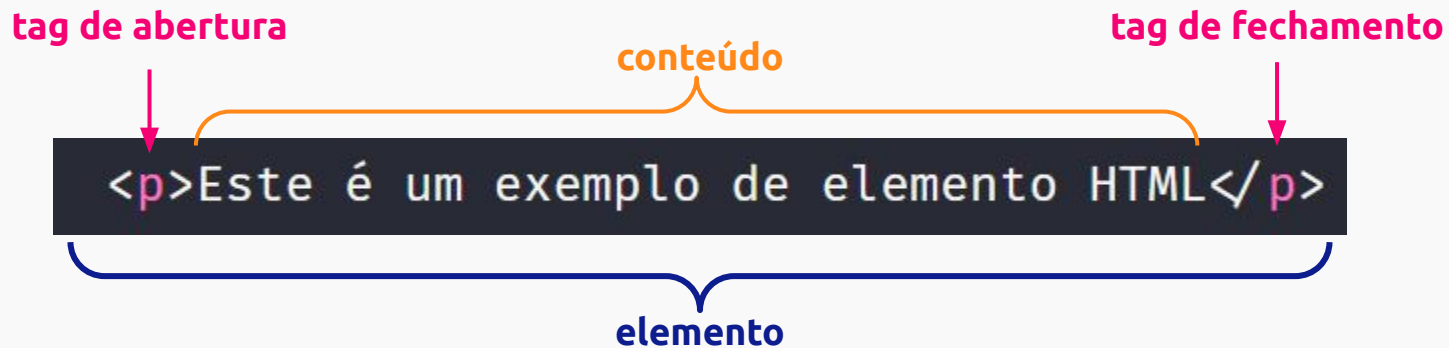 tag de abertura
tag de fechamento
conteúdo
<p>Este é um exemplo de elemento HTML</p>
elemento